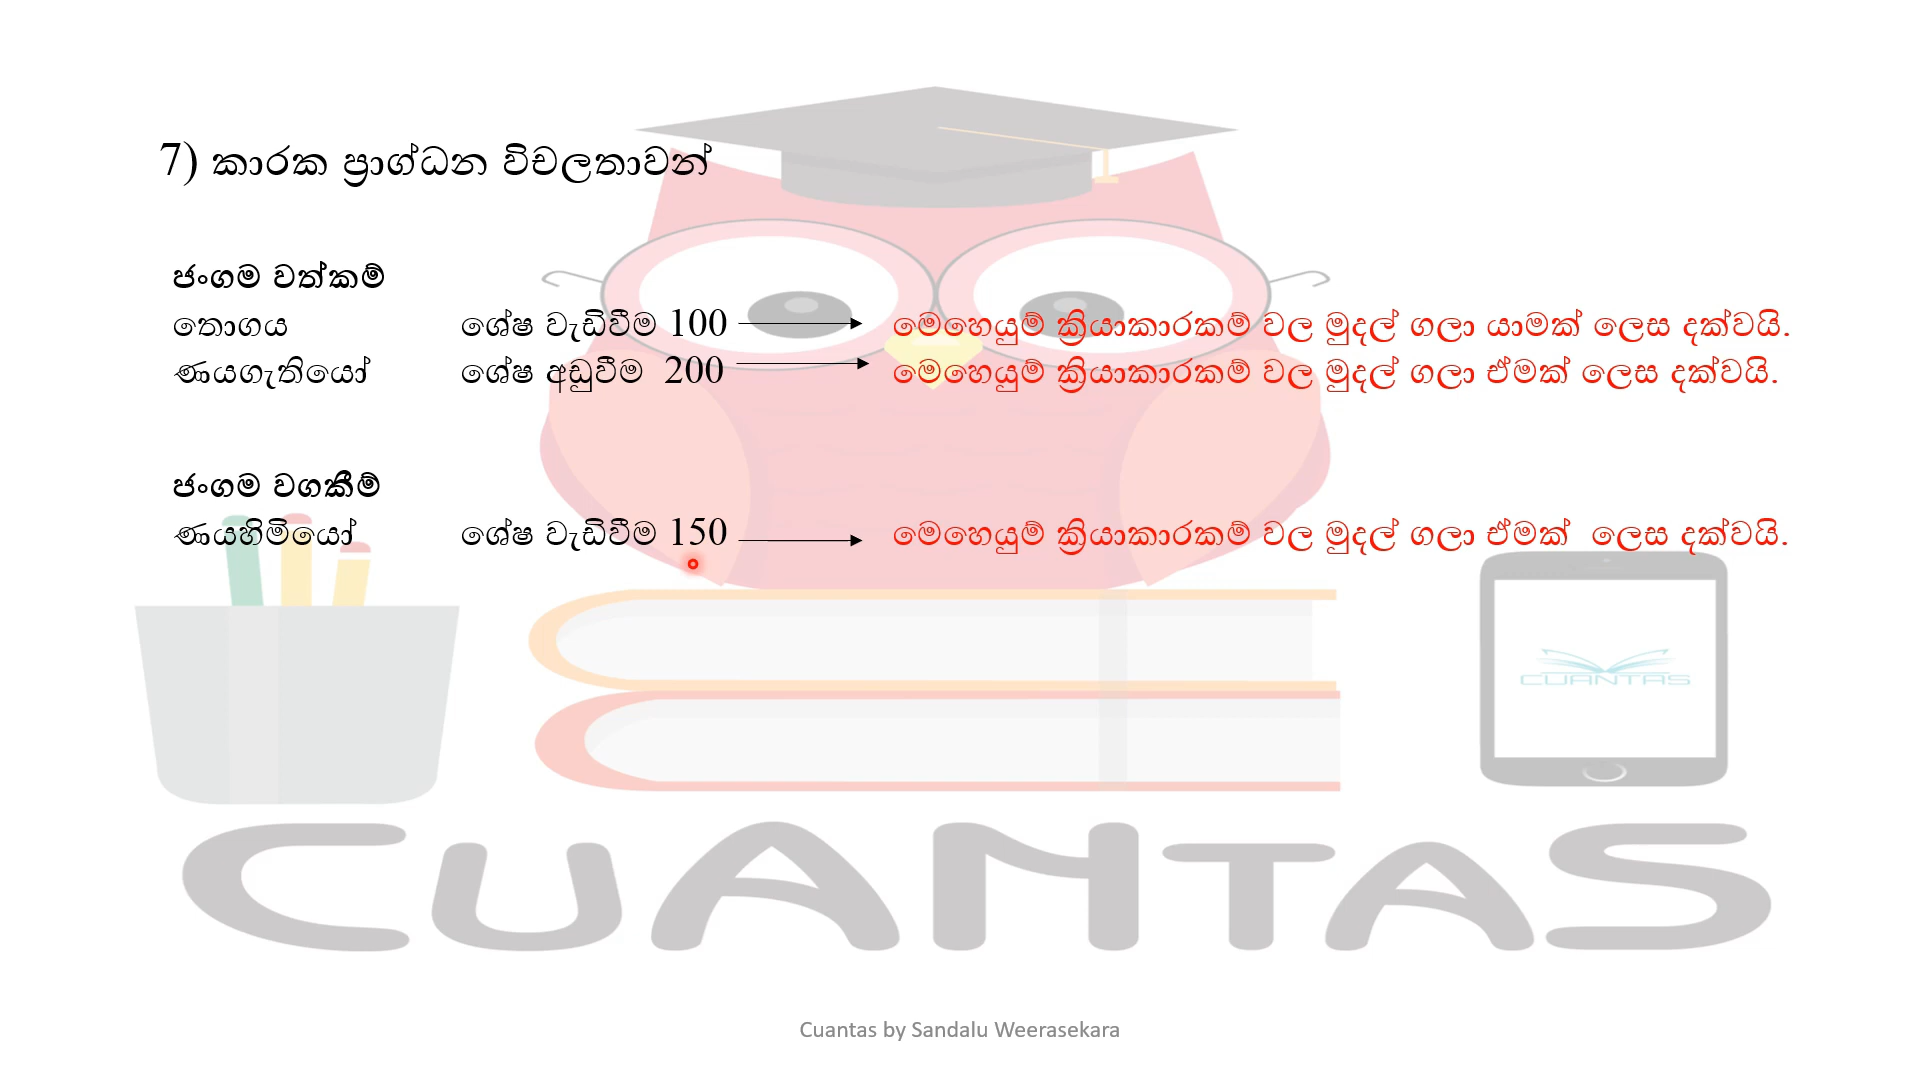 7) කාරක ප්‍රාග්ධන විචලතාවන්
ජංගම වත්කම්
තොගය ශේෂ වැඩිවීම 100 මෙහෙයුම් ක්‍රියාකාරකම් වල මුදල් ගලා යාමක් ලෙස දක්වයි.
ණයගැතියෝ ශේෂ අඩුවීම 200 මෙහෙයුම් ක්‍රියාකාරකම් වල මුදල් ගලා ඒමක් ලෙස දක්වයි.
ජංගම වගකීම්
ණයහිමියෝ ශේෂ වැඩිවීම 150 මෙහෙයුම් ක්‍රියාකාරකම් වල මුදල් ගලා ඒමක් ලෙස දක්වයි.
CUANTAS
CUANTAS
Cuantas by Sandalu Weerasekara